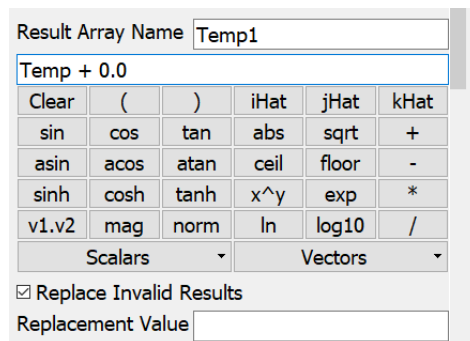 Result Array Name Temp1
Temp + 0.0
Clear ( ) iHat jHat kHat
sin cos tan abs sqrt +
asin acos atan ceil floor -
sinh cosh tanh x^y exp *
v1.v2 mag norm ln log10 /
Scalars Vectors
Replace Invalid Results
Replacement Value